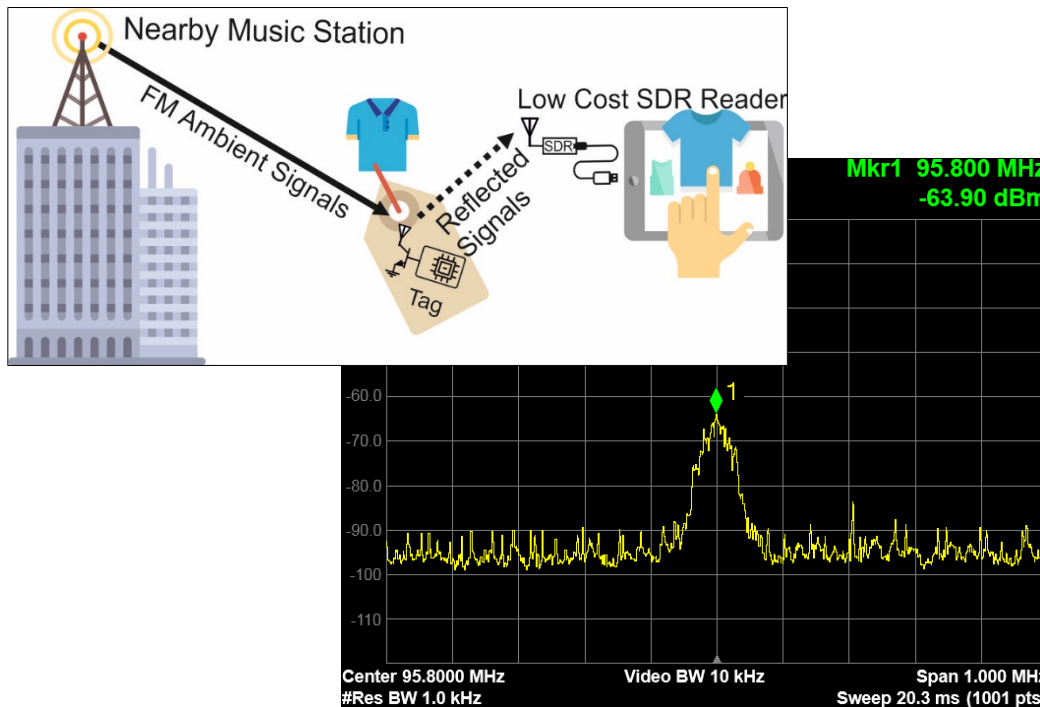 Nearby Music Station
FM Ambient Signals
Low Cost SDR Reader
SDR
Reflected
Signals
Tag
Mkr1 95.800 MHz
-63.90 dBm
1
-60.0
-70.0
-80.0
-90.0
-100
-110
Center 95.8000 MHz Video BW 10 kHz Span 1.000 MHz
#Res BW 1.0 kHz Sweep 20.3 ms (1001 pts